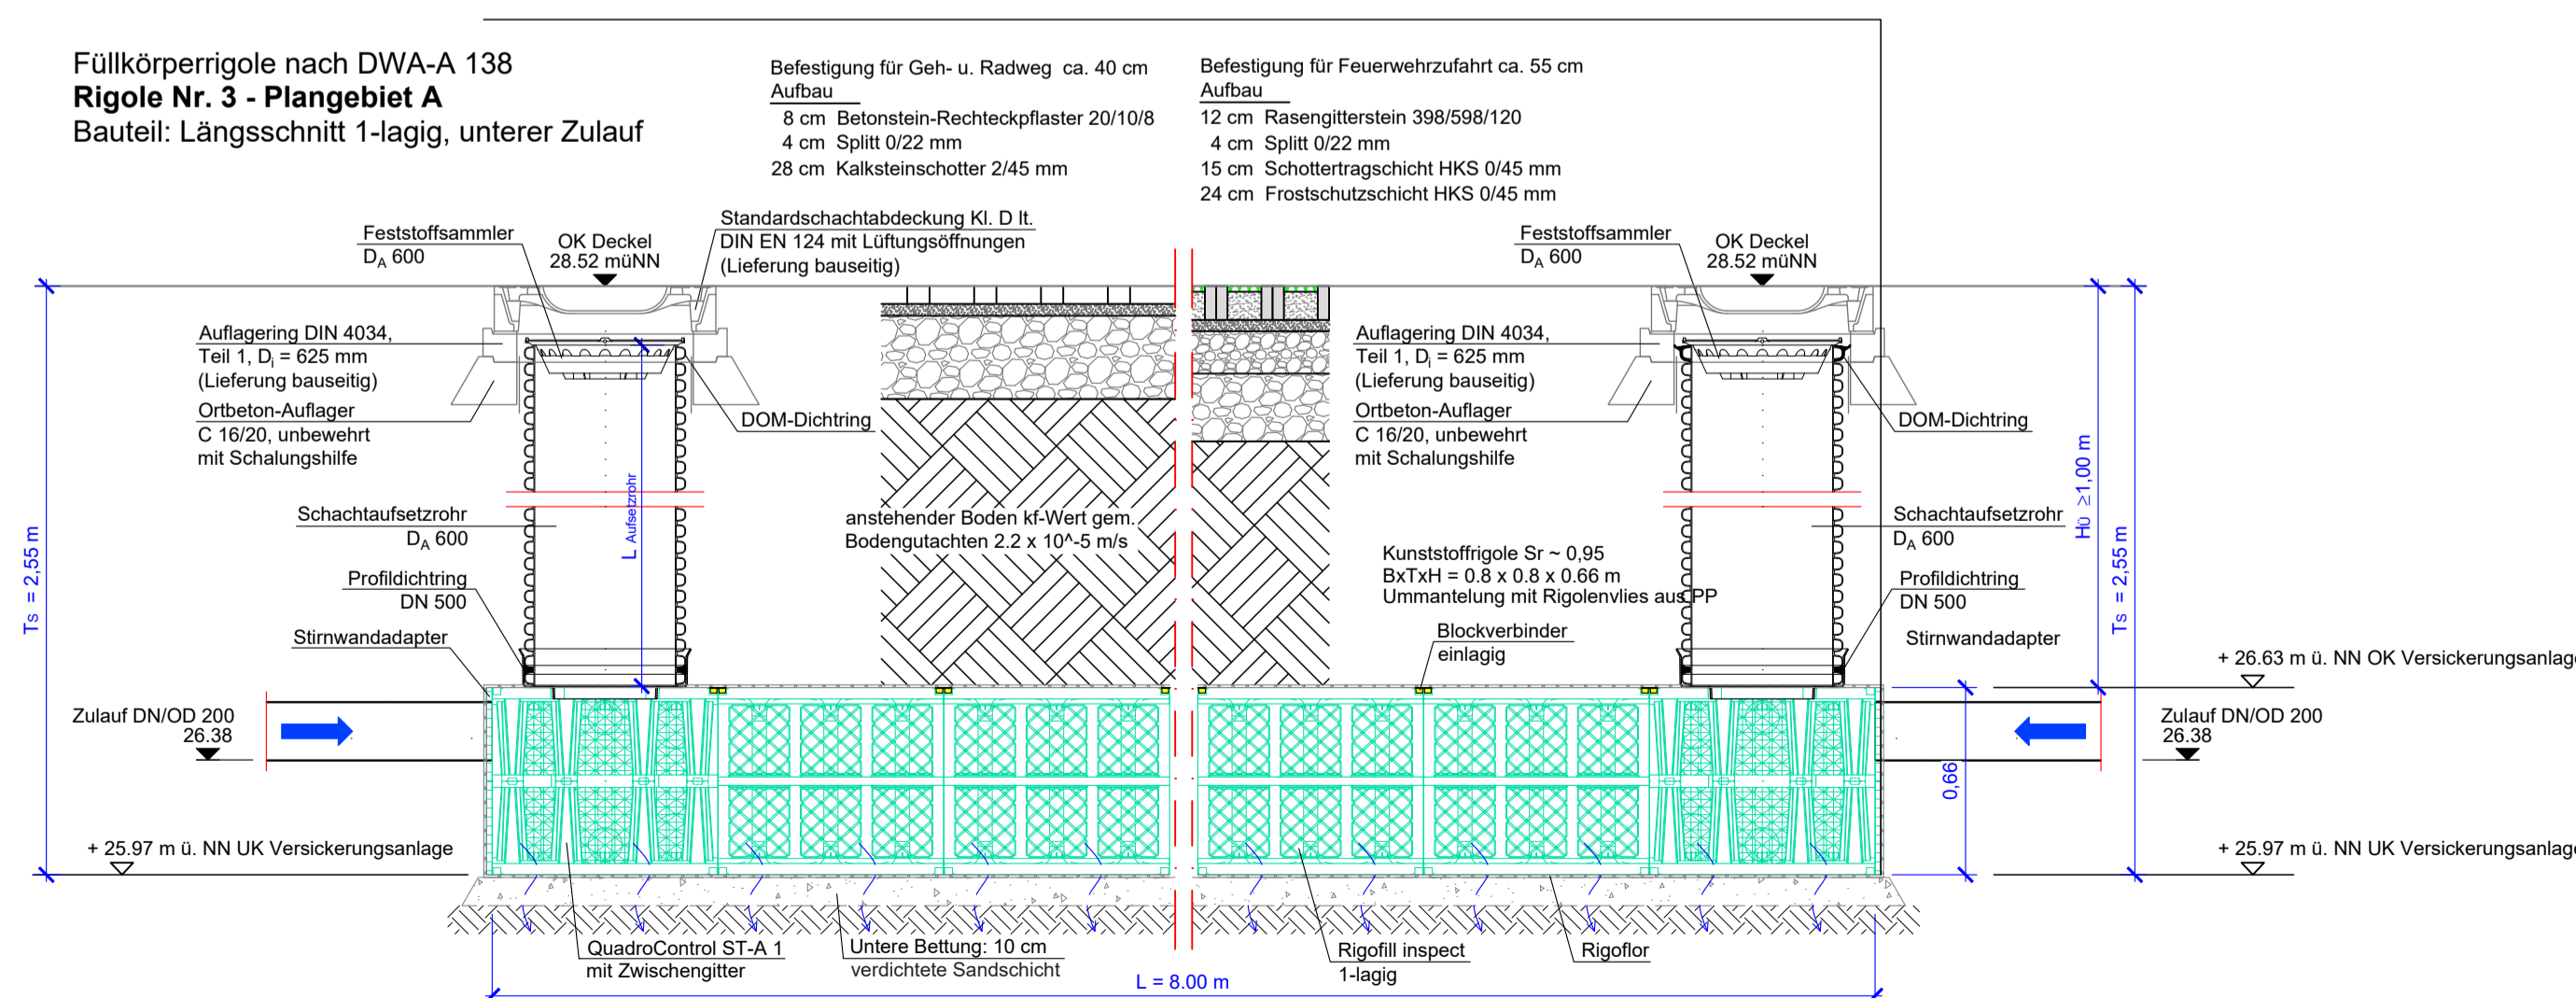 Füllkörperrigole nach DWA-A 138
Rigole Nr. 3 - Plangebiet A
Bauteil: Längsschnitt 1-lagig, unterer Zulauf
Befestigung für Geh- u. Radweg ca. 40 cm
Aufbau
8 cm Betonstein-Rechteckpflaster 20/10/8
4 cm Splitt 0/22 mm
28 cm Kalksteinschotter 2/45 mm
Befestigung für Feuerwehrzufahrt ca. 55 cm
Aufbau
12 cm Rasengitterstein 398/598/120
4 cm Splitt 0/22 mm
15 cm Schottertragschicht HKS 0/45 mm
24 cm Frostschutzschicht HKS 0/45 mm
Feststoffsammler
DA 600
OK Deckel
28.52 müNN
Standardschachtabdeckung Kl. D lt.
DIN EN 124 mit Lüftungsöffnungen
(Lieferung bauseitig)
Feststoffsammler
DA 600
OK Deckel
28.52 müNN
Auflagering DIN 4034,
Teil 1, Di = 625 mm
(Lieferung bauseitig)
Ortbeton-Auflager
C 16/20, unbewehrt
mit Schalungshilfe
DOM-Dichtring
Auflagering DIN 4034,
Teil 1, Di = 625 mm
(Lieferung bauseitig)
Ortbeton-Auflager
C 16/20, unbewehrt
mit Schalungshilfe
DOM-Dichtring
Ts = 2,55 m
Schachtaufsetzrohr
DA 600
L Aufsetzrohr
Profildichtring
DN 500
Stirnwandadapter
anstehender Boden kf-Wert gem.
Bodengutachten 2.2 x 10^-5 m/s
Kunststoffrigole Sr ~ 0,95
BxTxH = 0.8 x 0.8 x 0.66 m
Ummantelung mit Rigolenvlies aus PP
Blockverbinder
einlagig
Hü ≥1,00 m
Ts = 2,55 m
Schachtaufsetzrohr
DA 600
Profildichtring
DN 500
Stirnwandadapter
+ 26.63 m ü. NN OK Versickerungsanlage
Zulauf DN/OD 200
26.38
Zulauf DN/OD 200
26.38
0,66
+ 25.97 m ü. NN UK Versickerungsanlage
+ 25.97 m ü. NN UK Versickerungsanlage
QuadroControl ST-A 1
mit Zwischengitter
Untere Bettung: 10 cm
verdichtete Sandschicht
Rigofill inspect
1-lagig
Rigoflor
L = 8.00 m